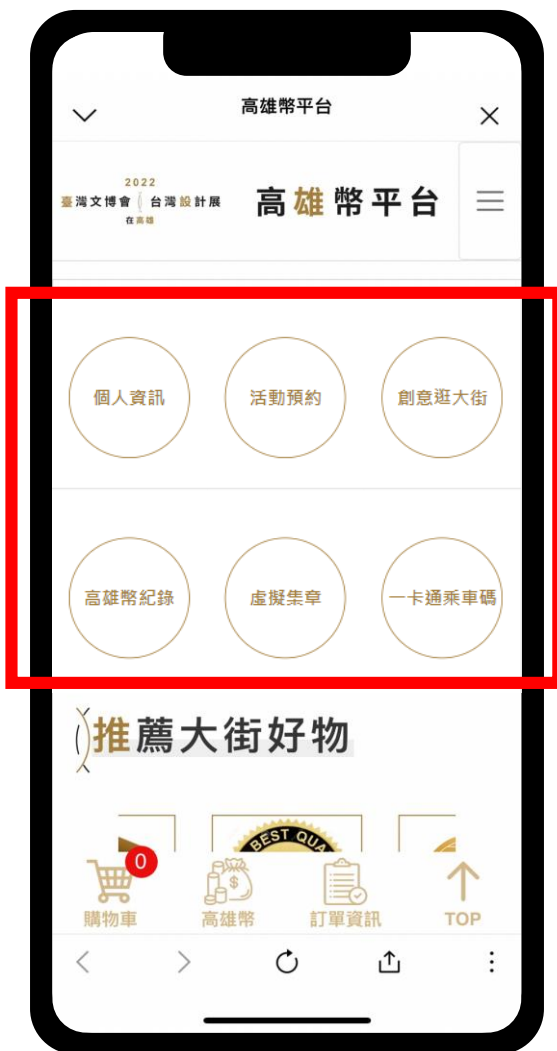 高雄幣平台
2022
臺灣文博會 台灣設計展
在高雄
高雄幣平台
個人資訊 活動預約 創意逛大街
高雄幣紀錄 虛擬集章 一卡通乘車碼
推薦大街好物
BEST QUA
0
$
購物車 高雄幣 訂單資訊 TOP